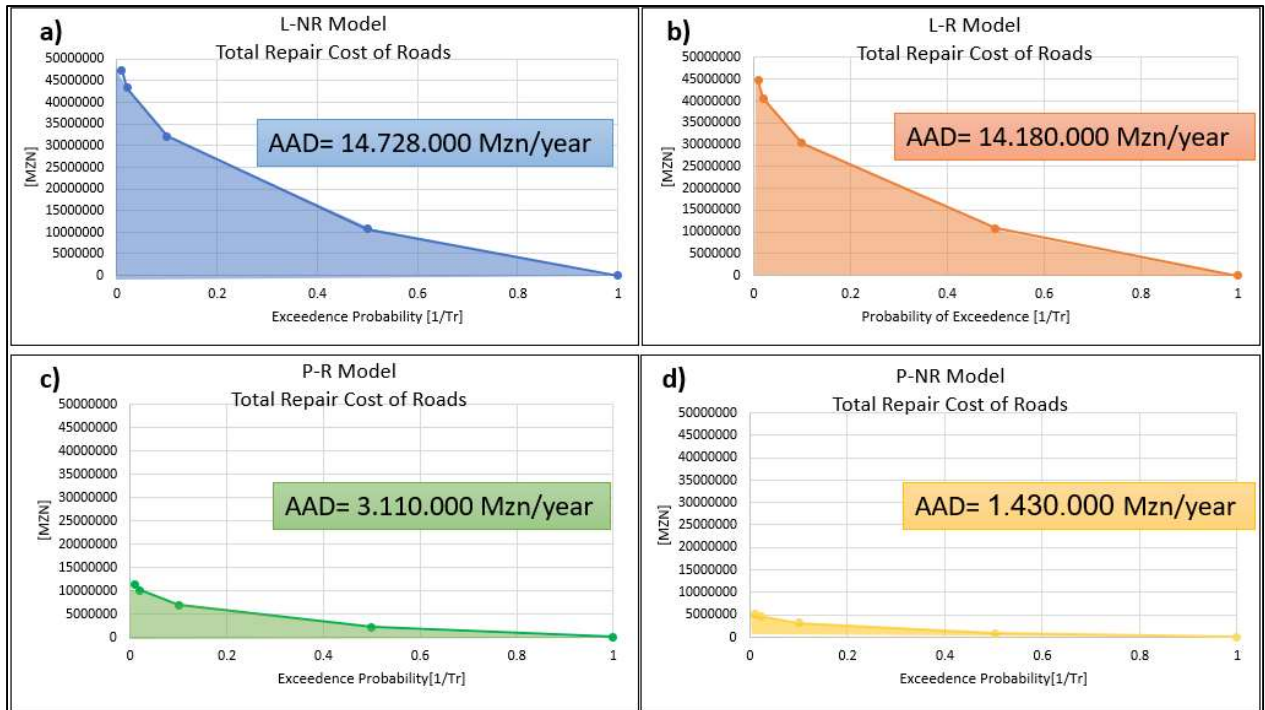 a)
L-NR Model
Total Repair Cost of Roads
50000000
45000000
40000000
35000000
30000000
25000000
20000000
15000000
10000000
5000000
0
[MZN]
AAD= 14.728.000 Mzn/year
0 0.2 0.4 0.6 0.8 1
Exceedence Probability [1/Tr]
b)
L-R Model
Total Repair Cost of Roads
50000000
45000000
40000000
35000000
30000000
25000000
20000000
15000000
10000000
5000000
0
[MZN]
AAD= 14.180.000 Mzn/year
0 0.2 0.4 0.6 0.8 1
Probability of Exceedence [1/Tr]
c)
P-R Model
Total Repair Cost of Roads
50000000
45000000
40000000
35000000
30000000
25000000
20000000
15000000
10000000
5000000
0
[MZN]
AAD= 3.110.000 Mzn/year
0 0.2 0.4 0.6 0.8 1
Exceedence Probability[1/Tr]
d)
P-NR Model
Total Repair Cost of Roads
50000000
45000000
40000000
35000000
30000000
25000000
20000000
15000000
10000000
5000000
0
[MZN]
AAD= 1.430.000 Mzn/year
0 0.2 0.4 0.6 0.8 1
Exceedence Probability[1/Tr]